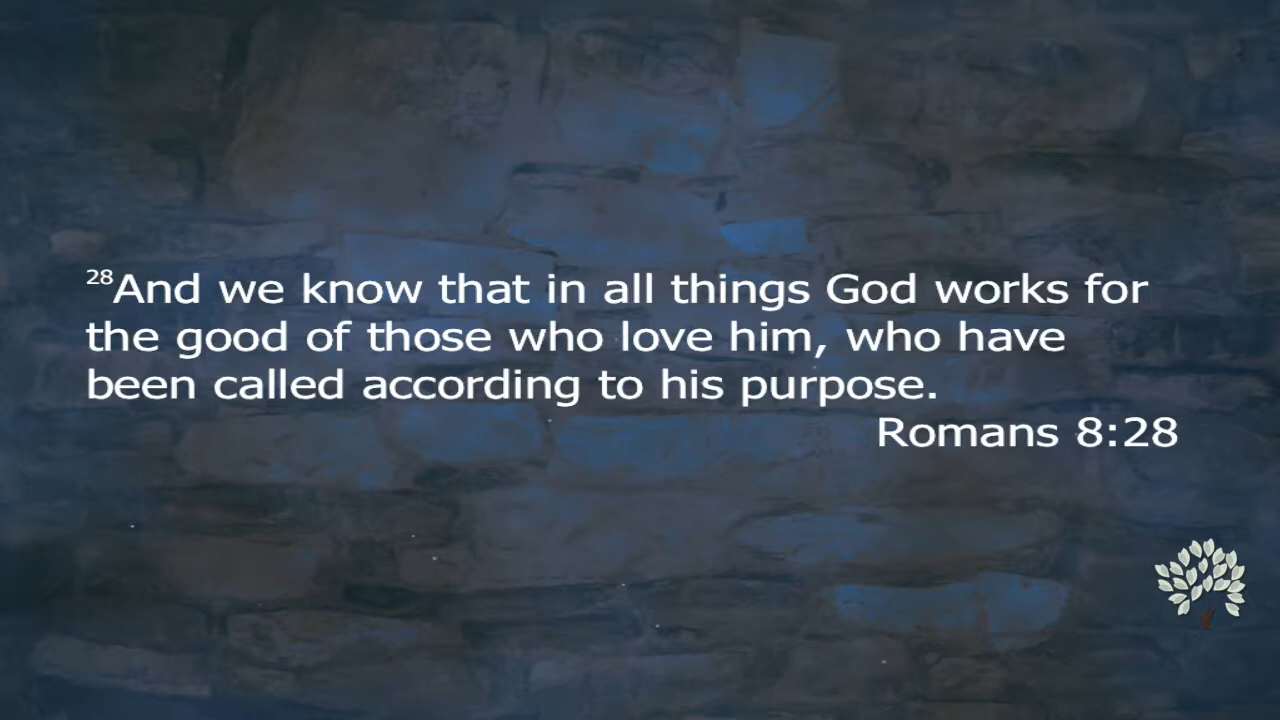 28And we know that in all things God works for
the good of those who love him, who have
been called according to his purpose.
Romans 8:28